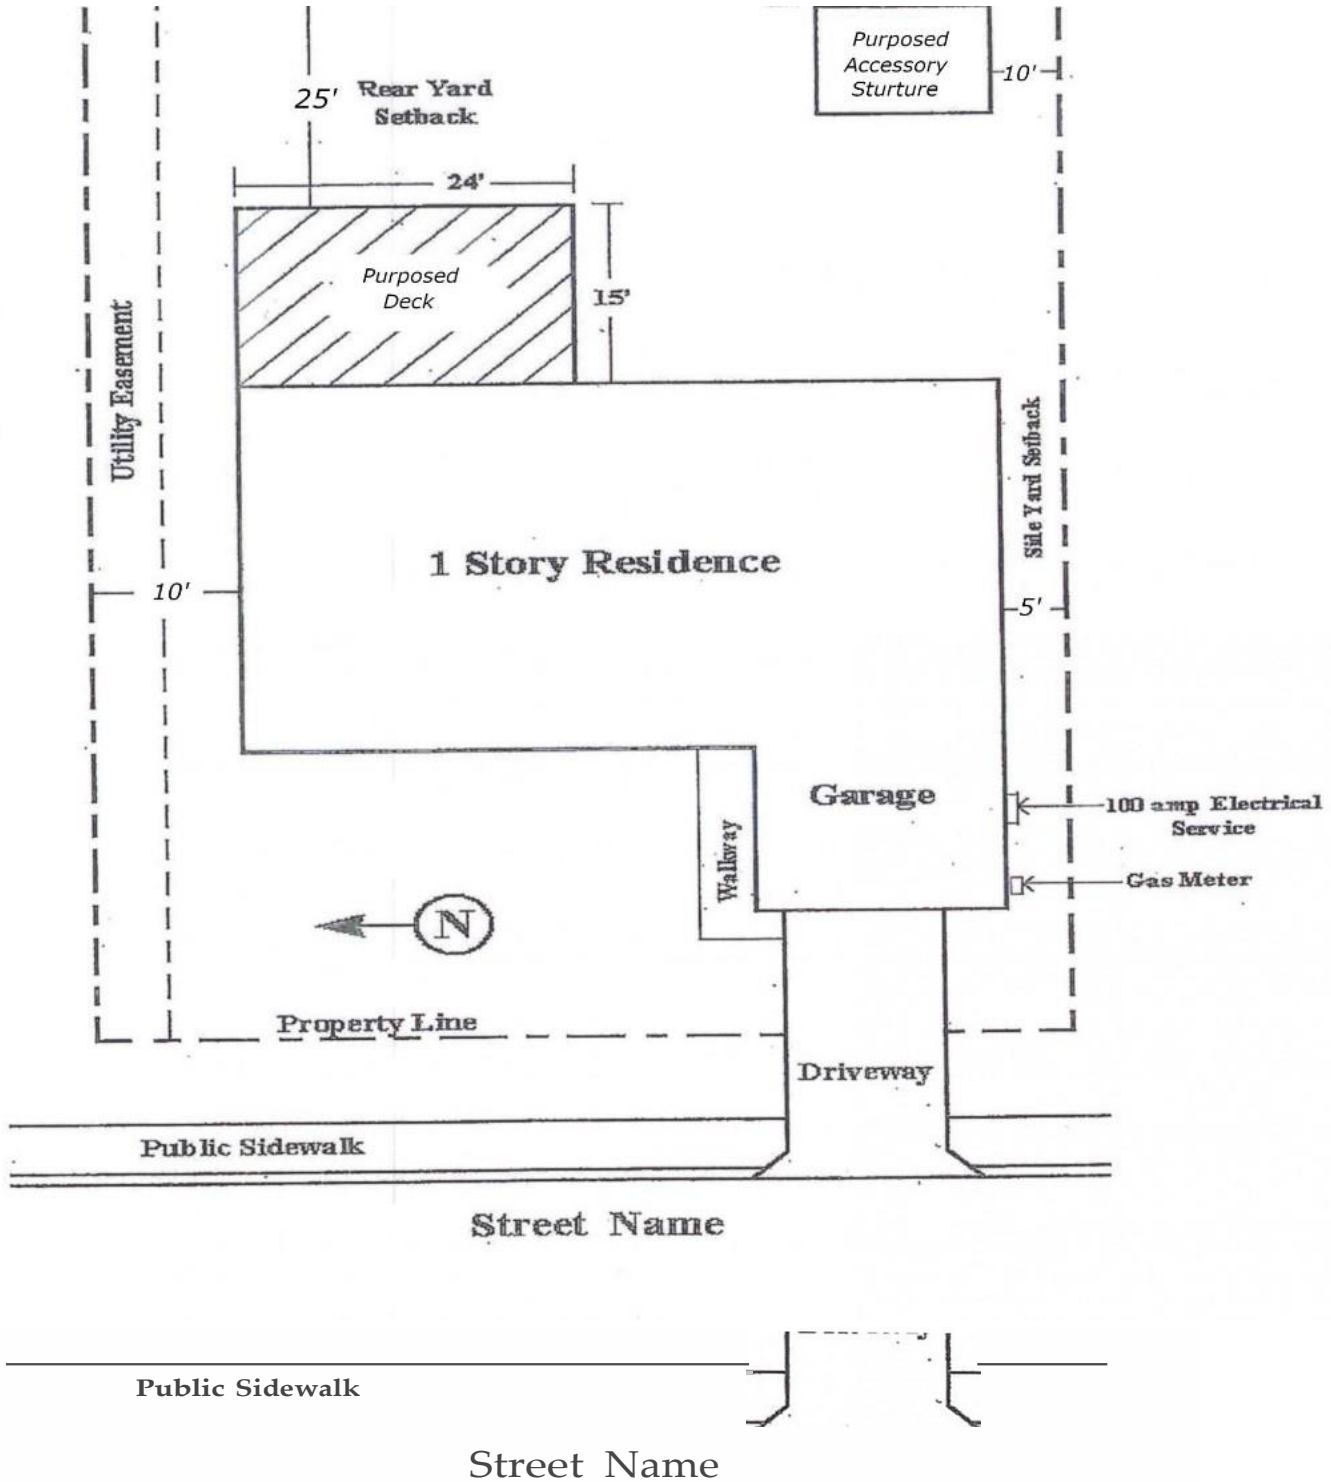 Purposed
Accessory
Sturture
10'
25'
Rear Yard
Setback
24'
Purposed
Deck
15'
Utility Easement
Side Yard Setback
1 Story Residence
10'
5'
Garage
100 amp Electrical
Service
Walkway
Gas Meter
N
Property Line
Driveway
Public Sidewalk
Street Name
Public Sidewalk
Street Name